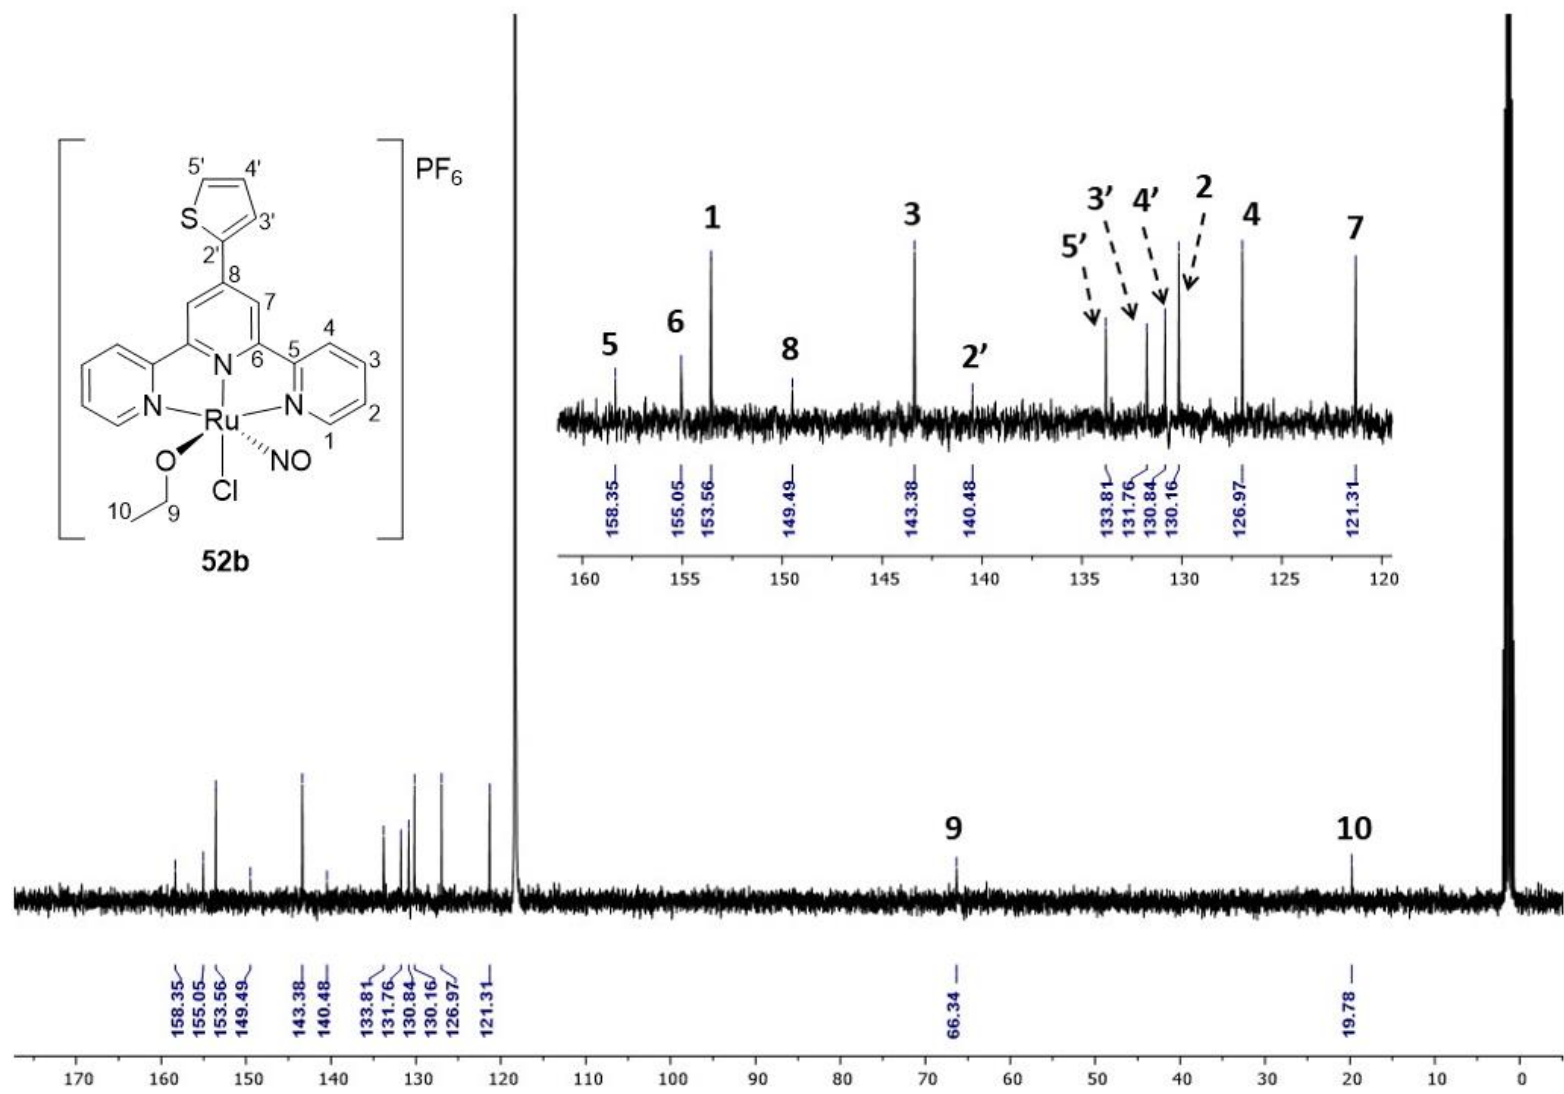 PF6
5' 4'
S 3'
2'
8
7
4
6 5 3
N
N N 2
Ru 1
O NO
Cl
10 9
52b
1 3 5' 3' 4' 2 4 7
5 6 8 2'
158.35 155.05 153.56 149.49 143.38 140.48 133.81 131.76 130.84 130.16 126.97 121.31
160 155 150 145 140 135 130 125 120
9 10
158.35 155.05 153.56 149.49 143.38 140.48 133.81 131.76 130.84 130.16 126.97 121.31 66.34 19.78
170 160 150 140 130 120 110 100 90 80 70 60 50 40 30 20 10 0